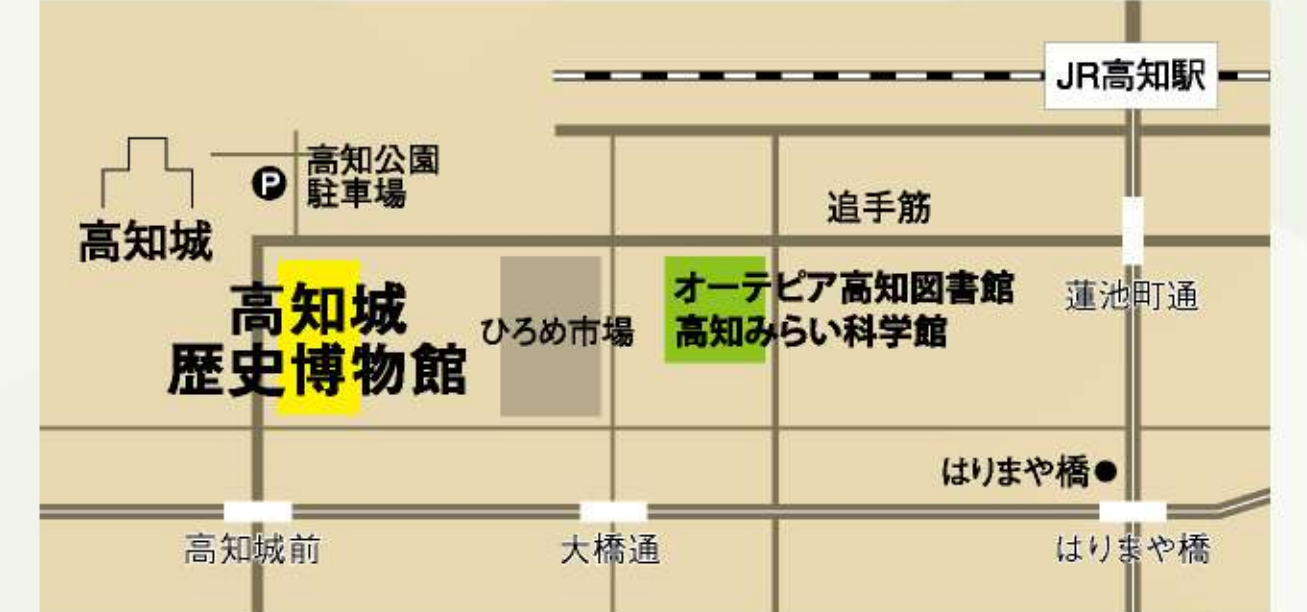 JR高知駅
P
高知公園
駐車場
高知城
追手筋
高知城
歴史博物館
ひろめ市場
オーテピア高知図書館
高知みらい科学館
蓮池町通
はりまや橋
高知城前
大橋通
はりまや橋